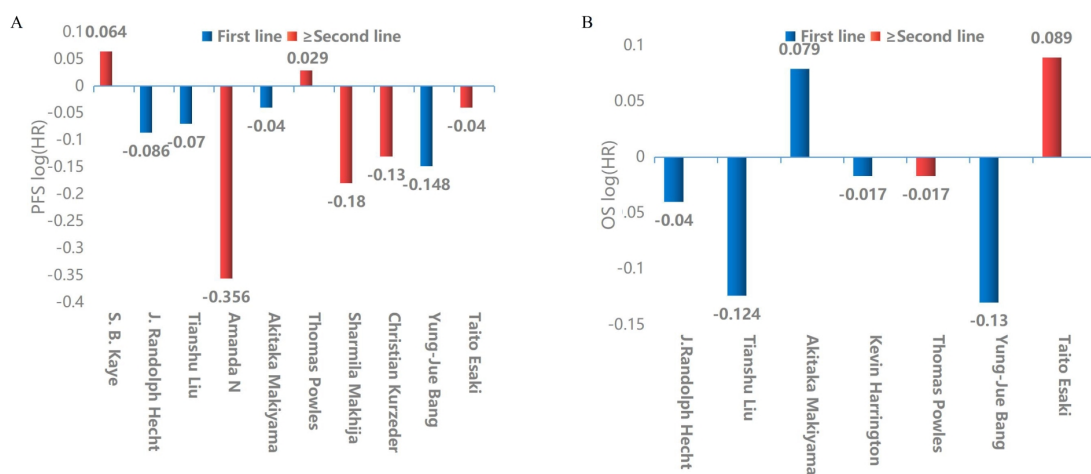 A
PFS log(HR)
0.1
0.05
0
-0.05
-0.1
-0.15
-0.2
-0.25
-0.3
-0.35
-0.4
First line ≥Second line
0.064
-0.086
-0.07
-0.356
-0.04
0.029
-0.18
-0.13
-0.148
-0.04
S. B. Kaye
J. Randolph Hecht
Tianshu Liu
Amanda N
Akitaka Makiyama
Thomas Powles
Sharmila Makhija
Christian Kurzeder
Yung-Jue Bang
Taito Esaki
B
OS log(HR)
0.1
0.05
0
0.05
-0.1
-0.15
First line ≥Second line
-0.04
-0.124
0.079
-0.017
-0.017
-0.13
0.089
J.Randolph Hecht
Tianshu Liu
Akitaka Makiyama
Kevin Harrington
Thomas Powles
Yung-Jue Bang
Taito Esaki